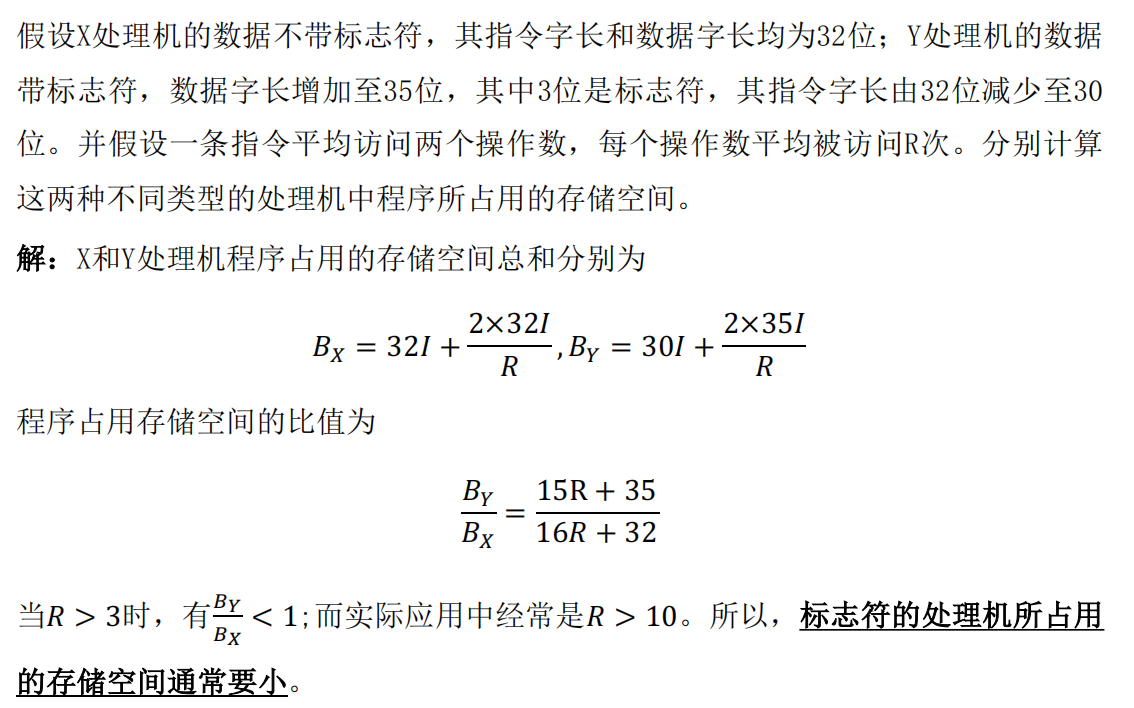 假设X处理机的数据不带标志符，其指令字长和数据字长均为32位；Y处理机的数据
带标志符，数据字长增加至35位，其中3位是标志符，其指令字长由32位减少至30
位。并假设一条指令平均访问两个操作数，每个操作数平均被访问R次。分别计算
这两种不同类型的处理机中程序所占用的存储空间。
解：X和Y处理机程序占用的存储空间总和分别为
B_X = 32I + \frac{2×32I}{R}, B_Y = 30I + \frac{2×35I}{R}
程序占用存储空间的比值为
\frac{B_Y}{B_X} = \frac{15R + 35}{16R + 32}
当R > 3时，有\frac{B_Y}{B_X} < 1;而实际应用中经常是R > 10。所以，标志符的处理机所占用
的存储空间通常要小。